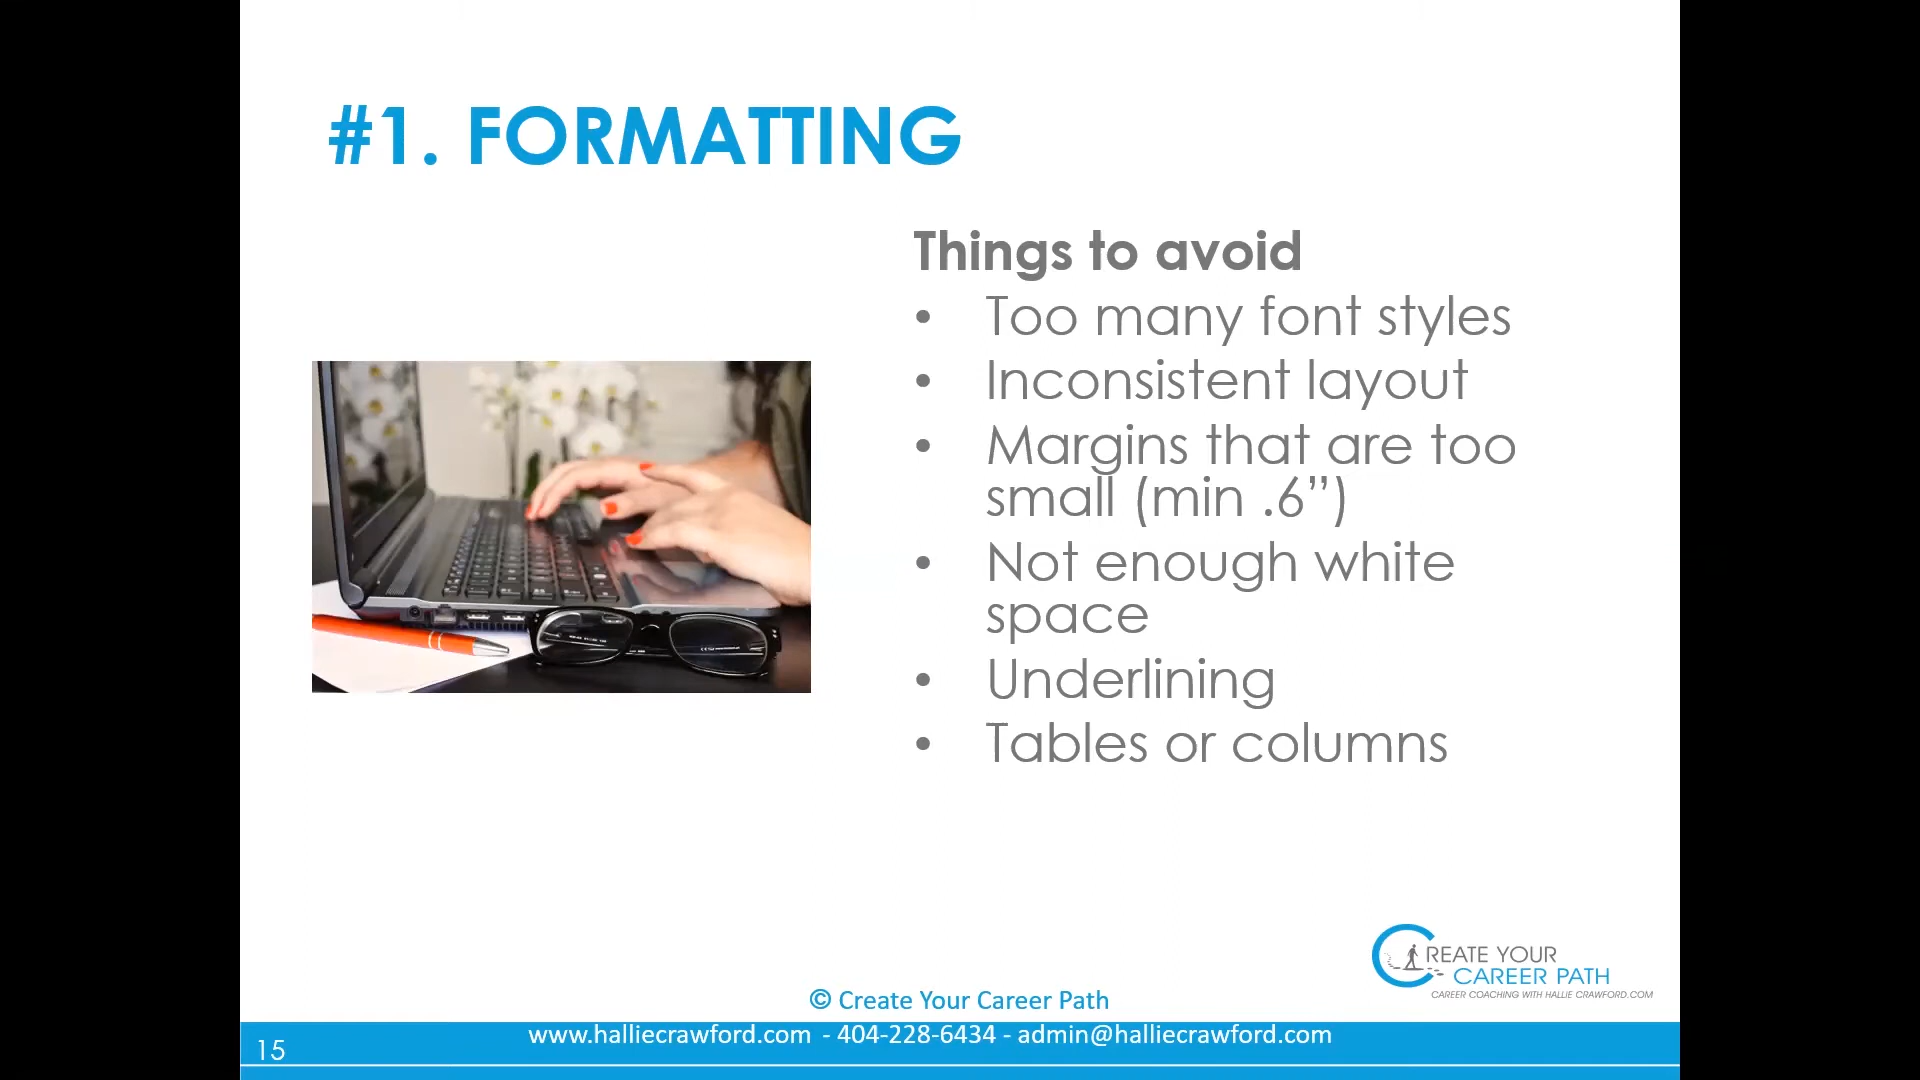 #1. FORMATTING
Things to avoid
• Too many font styles
• Inconsistent layout
• Margins that are too
small (min .6”)
• Not enough white
space
• Underlining
• Tables or columns
CREATE YOUR
CAREER PATH
CAREER COACHING WITH HALLIE CRAWFORD.COM
© Create Your Career Path
www.halliecrawford.com - 404-228-6434 - admin@halliecrawford.com
15